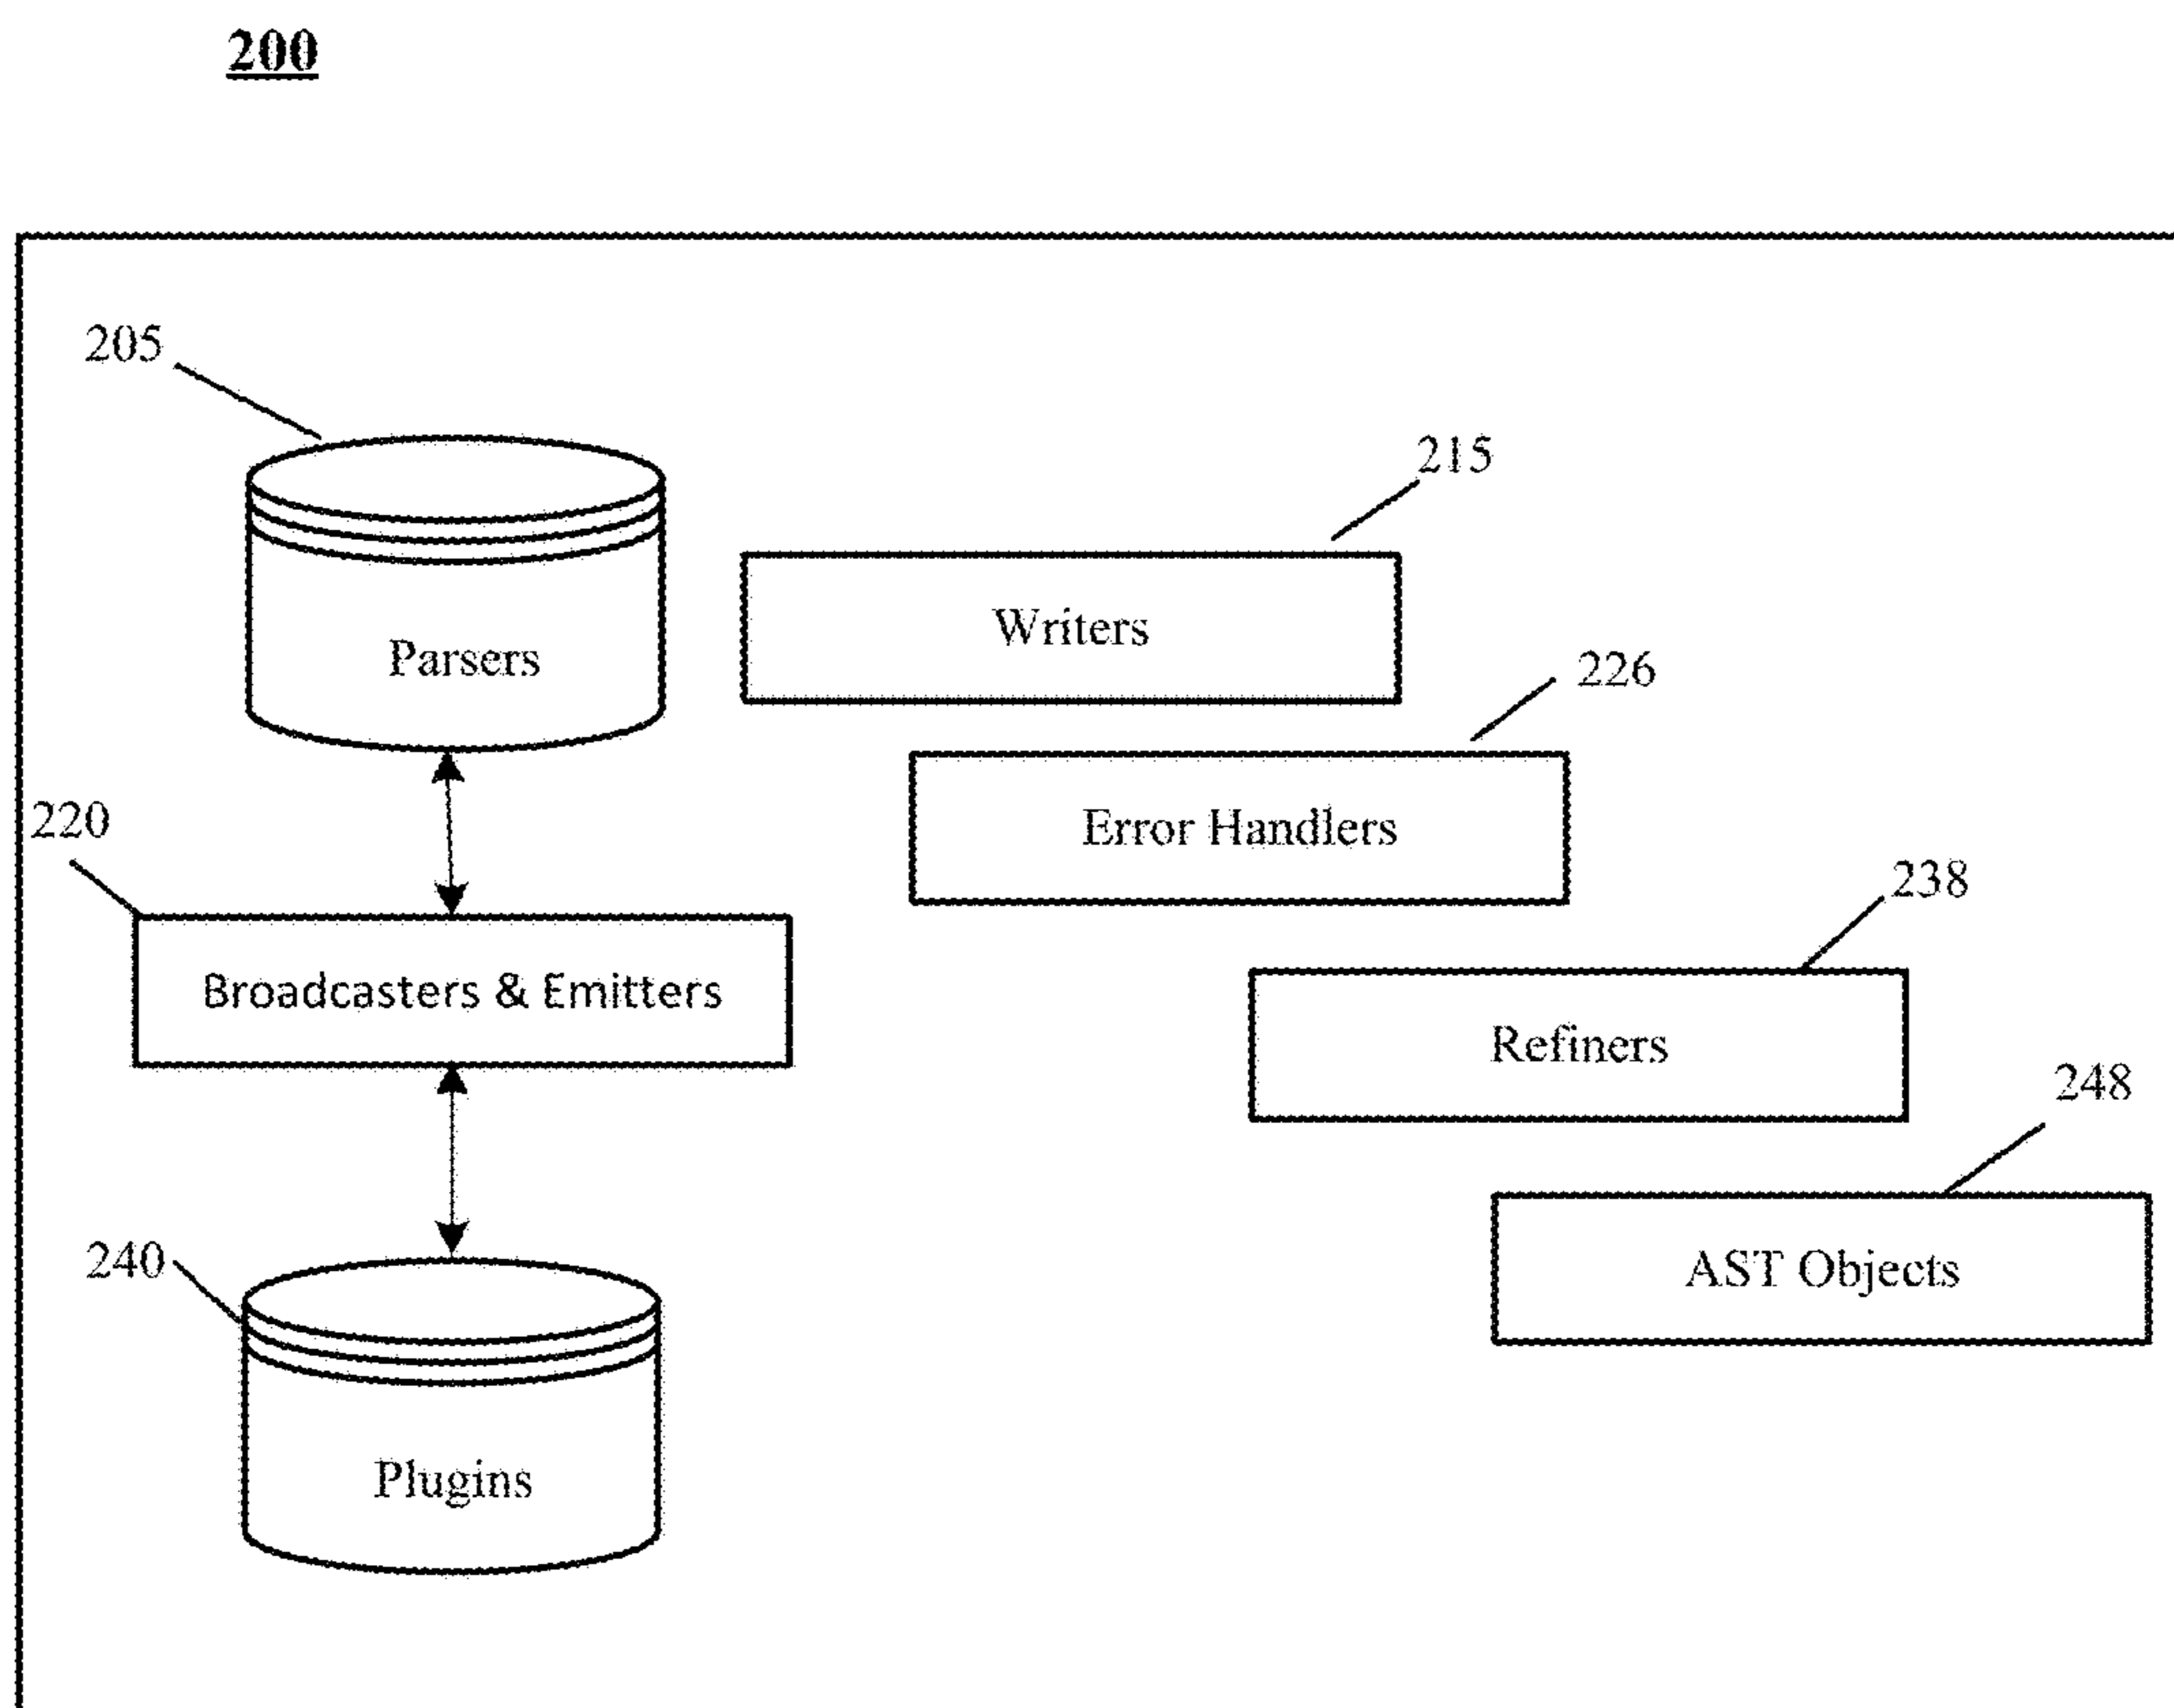 200
205
215
Parsers
Writers
226
220
Error Handlers
238
Broadcasters & Emitters
Refiners
248
240
AST Objects
Plugins